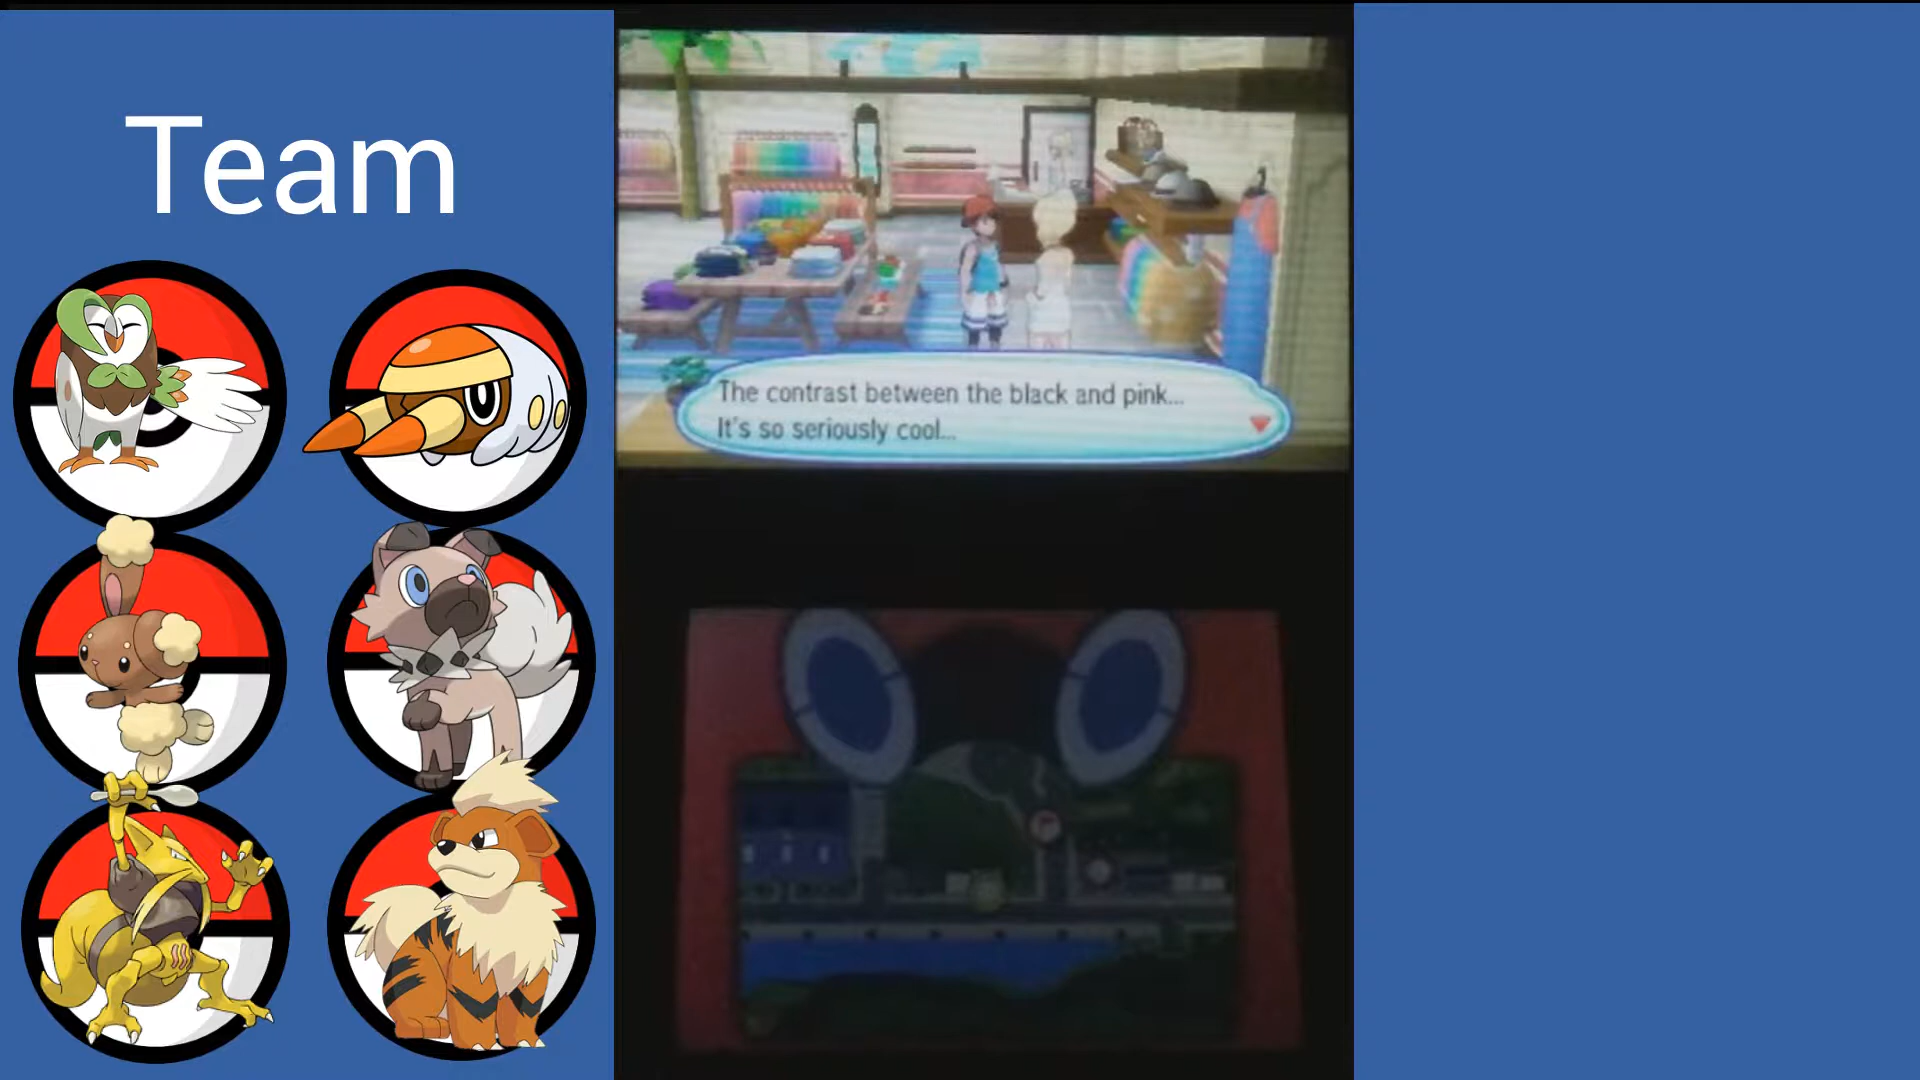 Team
The contrast between the black and pink...
It's so seriously cool...